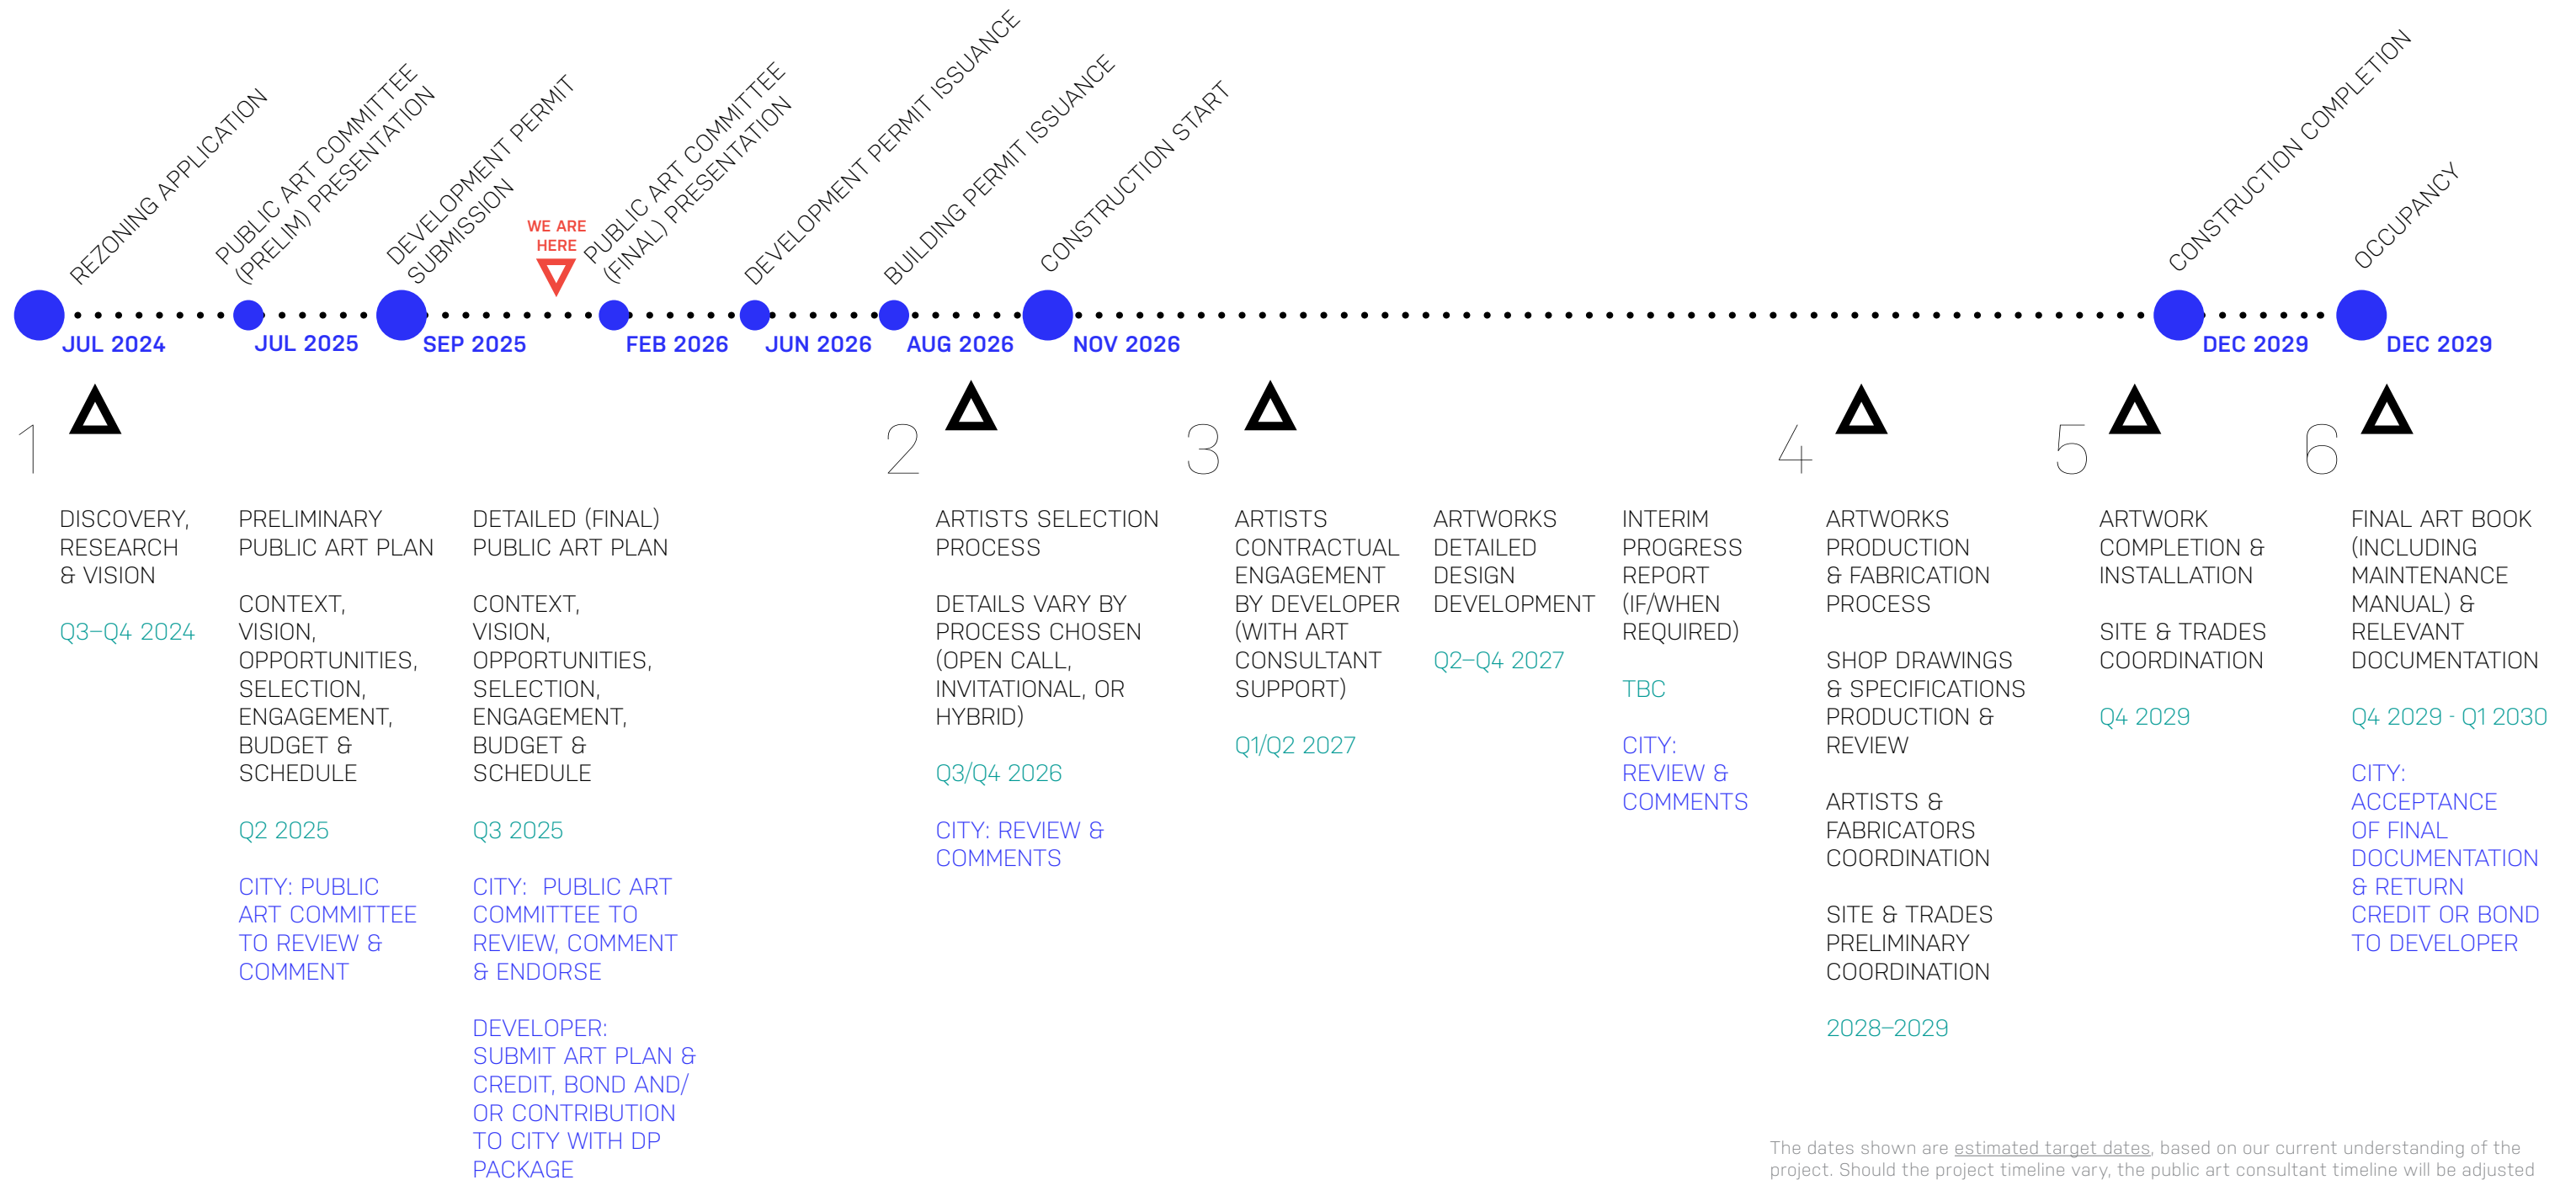 REZONING APPLICATION
PUBLIC ART COMMITTEE
(PRELIM) PRESENTATION
DEVELOPMENT PERMIT
SUBMISSION
WE ARE
HERE
PUBLIC ART COMMITTEE
(FINAL) PRESENTATION
DEVELOPMENT PERMIT ISSUANCE
BUILDING PERMIT ISSUANCE
CONSTRUCTION START
CONSTRUCTION COMPLETION
OCCUPANCY
JUL 2024
JUL 2025
SEP 2025
FEB 2026
JUN 2026
AUG 2026
NOV 2026
DEC 2029
DEC 2029
1
DISCOVERY,
RESEARCH
& VISION
Q3–Q4 2024
PRELIMINARY
PUBLIC ART PLAN
CONTEXT,
VISION,
OPPORTUNITIES,
SELECTION,
ENGAGEMENT,
BUDGET &
SCHEDULE
Q2 2025
CITY: PUBLIC
ART COMMITTEE
TO REVIEW &
COMMENT
DETAILED (FINAL)
PUBLIC ART PLAN
CONTEXT,
VISION,
OPPORTUNITIES,
SELECTION,
ENGAGEMENT,
BUDGET &
SCHEDULE
Q3 2025
CITY: PUBLIC ART
COMMITTEE TO
REVIEW, COMMENT
& ENDORSE
DEVELOPER:
SUBMIT ART PLAN &
CREDIT, BOND AND/
OR CONTRIBUTION
TO CITY WITH DP
PACKAGE
2
ARTISTS SELECTION
PROCESS
DETAILS VARY BY
PROCESS CHOSEN
(OPEN CALL,
INVITATIONAL, OR
HYBRID)
Q3/Q4 2026
CITY: REVIEW &
COMMENTS
3
ARTISTS
CONTRACTUAL
ENGAGEMENT
BY DEVELOPER
(WITH ART
CONSULTANT
SUPPORT)
Q1/Q2 2027
ARTWORKS
DETAILED
DESIGN
DEVELOPMENT
Q2–Q4 2027
INTERIM
PROGRESS
REPORT
(IF/WHEN
REQUIRED)
TBC
CITY:
REVIEW &
COMMENTS
4
ARTWORKS
PRODUCTION
& FABRICATION
PROCESS
SHOP DRAWINGS
& SPECIFICATIONS
PRODUCTION &
REVIEW
ARTISTS &
FABRICATORS
COORDINATION
SITE & TRADES
PRELIMINARY
COORDINATION
2028–2029
5
ARTWORK
COMPLETION &
INSTALLATION
SITE & TRADES
COORDINATION
Q4 2029
6
FINAL ART BOOK
(INCLUDING
MAINTENANCE
MANUAL) &
RELEVANT
DOCUMENTATION
Q4 2029 - Q1 2030
CITY:
ACCEPTANCE
OF FINAL
DOCUMENTATION
& RETURN
CREDIT OR BOND
TO DEVELOPER
The dates shown are estimated target dates, based on our current understanding of the
project. Should the project timeline vary, the public art consultant timeline will be adjusted